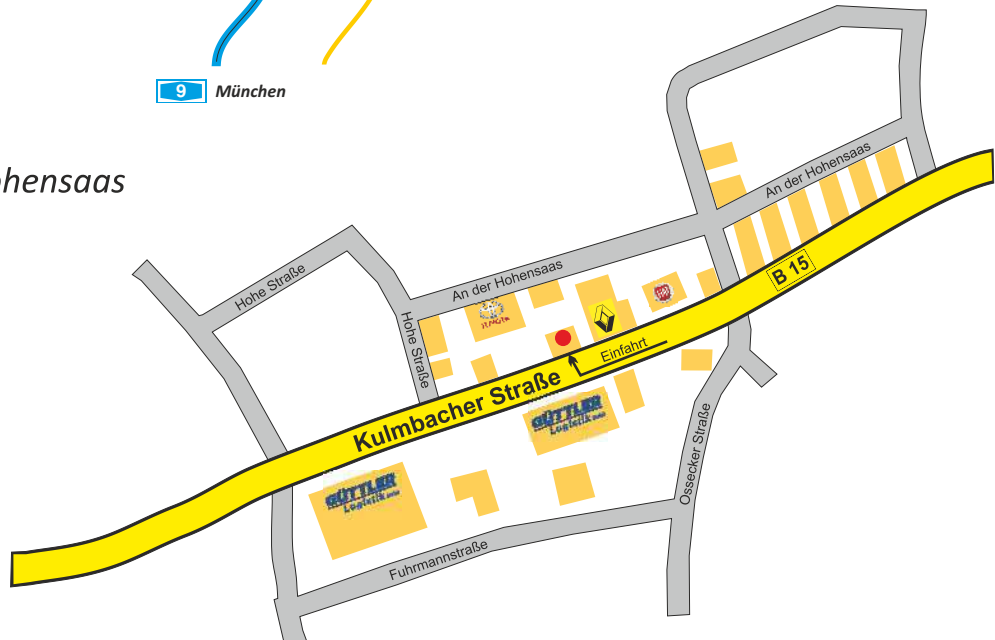 9 München
ohensaas
An der Hohensaas
Hohe Straße
An der Hohensaas
B 15
Hohe Straße
Einfahrt
Kulmbacher Straße
GÜTTLER
Logistik
Ossecker Straße
GÜTTLER
Logistik
Fuhrmannstraße